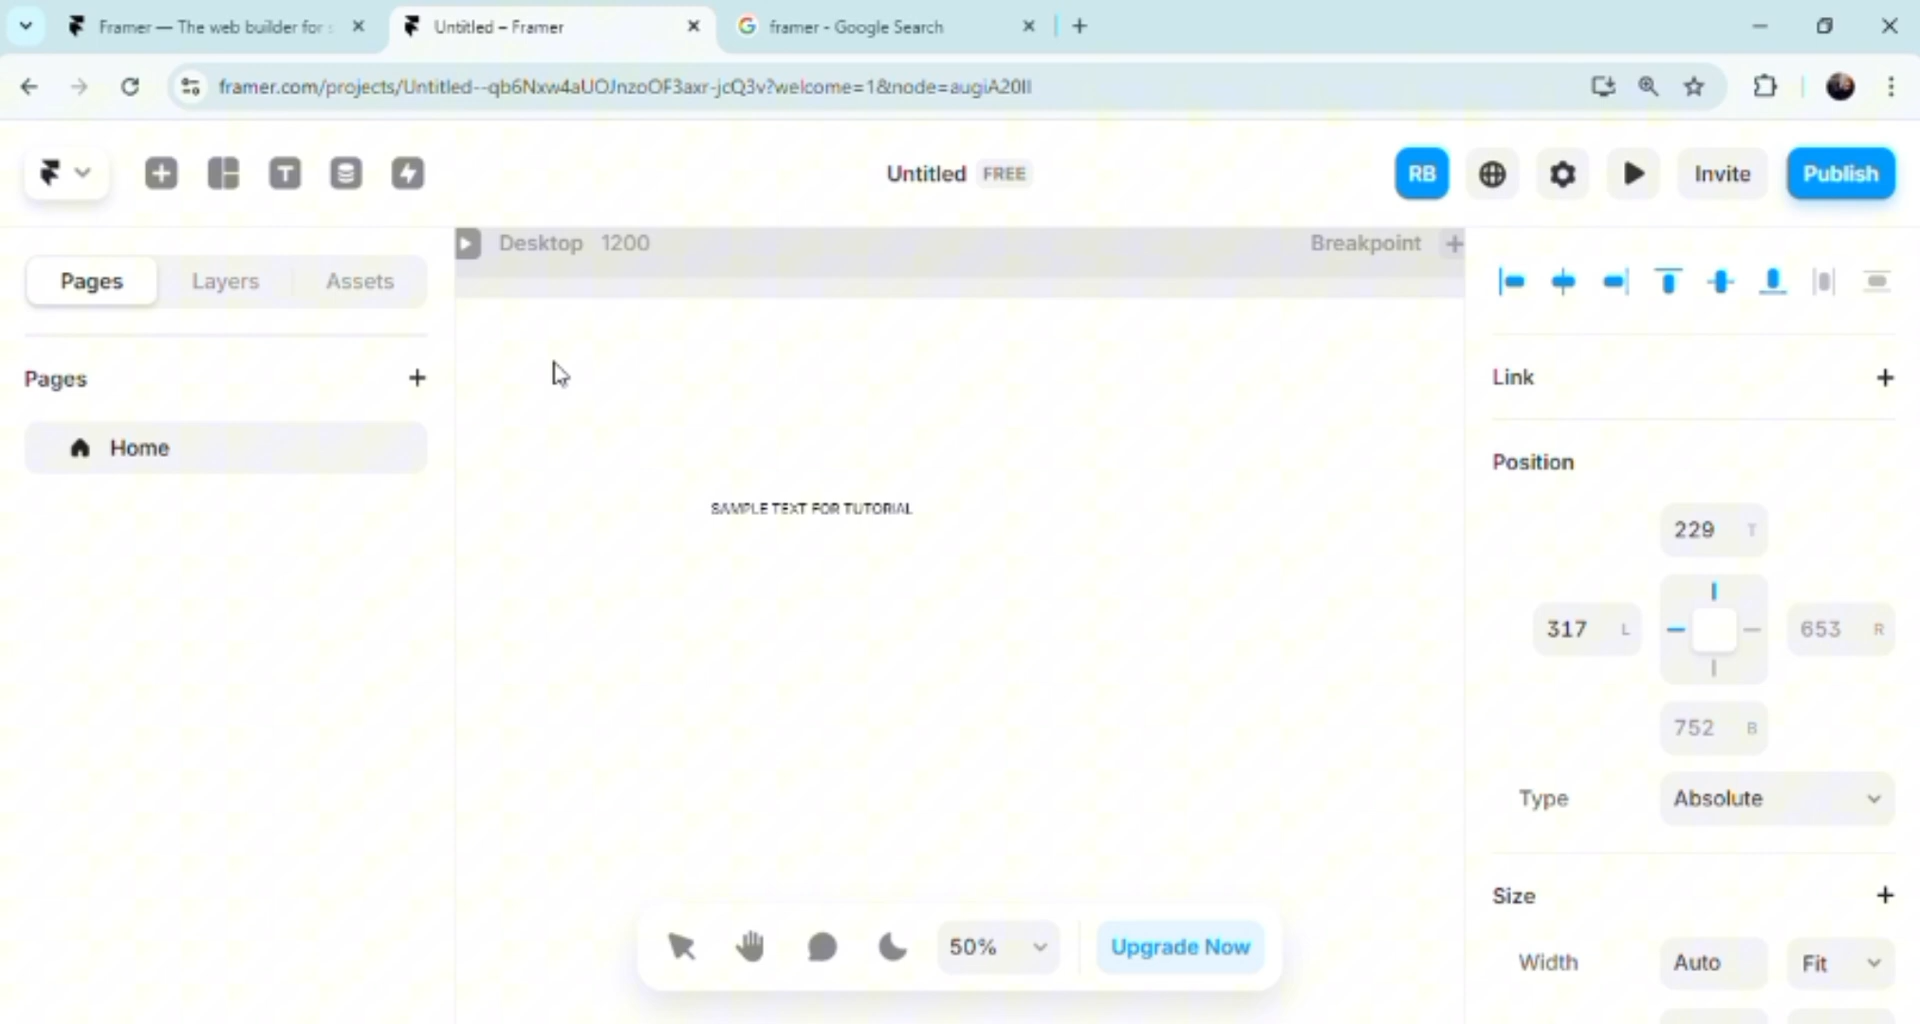 Framer — The web builder for s
Untitled – Framer
framer - Google Search
framer.com/projects/Untitled--qb6Nxw4aUOJnzoOF3axr-jcQ3v?welcome=1&node=augiA20Il
Untitled FREE
RB
Invite
Publish
Pages
Layers
Assets
Pages
Home
Desktop 1200
Breakpoint
SAMPLE TEXT FOR TUTORIAL
50%
Upgrade Now
Link
Position
229 T
317 L
653 R
752 B
Type
Absolute
Size
Width
Auto
Fit